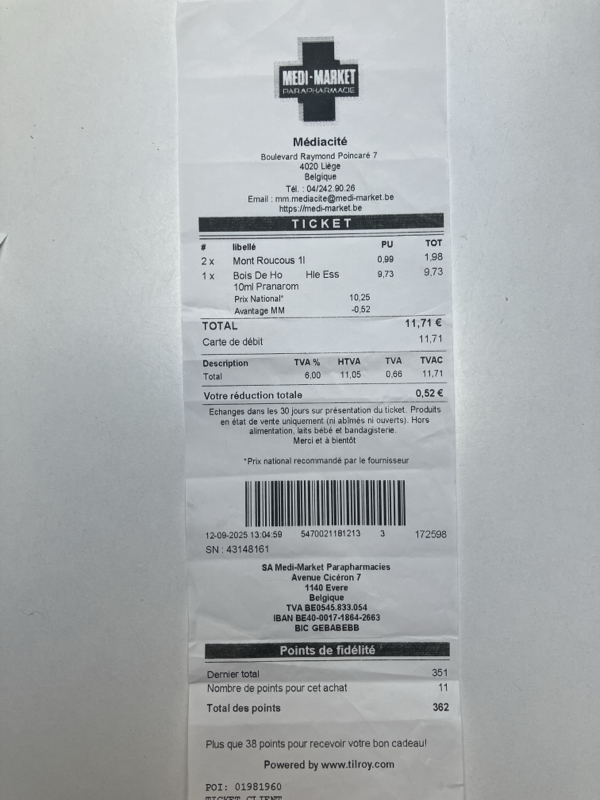 MEDI-MARKET
PARAPHARMACIE
Médiacité
Boulevard Raymond Poincaré 7
4020 Liège
Belgique
Tél. : 04/242.90.26
Email : mm.mediacite@medi-market.be
https://medi-market.be
TICKET
# libellé PU TOT
2 x Mont Roucous 1l 0,99 1,98
1 x Bois De Ho Hle Ess 9,73 9,73
10ml Pranarom
Prix National* 10,25
Avantage MM -0,52
TOTAL 11,71 €
Carte de débit 11,71
Description TVA % HTVA TVA TVAC
Total 6,00 11,05 0,66 11,71
Votre réduction totale 0,52 €
Echanges dans les 30 jours sur présentation du ticket. Produits
en état de vente uniquement (ni abîmés ni ouverts). Hors
alimentation, laits bébé et bandagisterie.
Merci et à bientôt
*Prix national recommandé par le fournisseur
12-09-2025 13:04:59 5470021181213 3 172598
SN : 43148161
SA Medi-Market Parapharmacies
Avenue Cicéron 7
1140 Evere
Belgique
TVA BE0545.833.054
IBAN BE40-0017-1864-2663
BIC GEBABEBB
Points de fidélité
Dernier total 351
Nombre de points pour cet achat 11
Total des points 362
Plus que 38 points pour recevoir votre bon cadeau!
Powered by www.tilroy.com
POI: 01981960
TICKET CLIENT